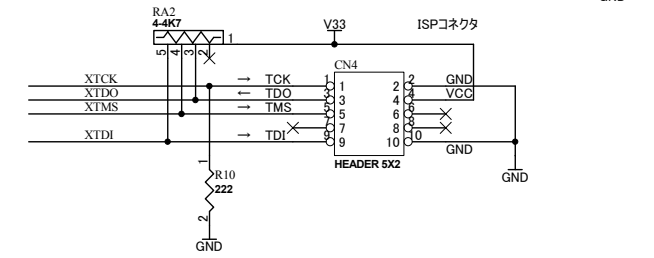 GND
RA2
4-4K7
1
5 4 3 2
V33
ISPコネクタ
CN4
XTCK → TCK 1 1 2 2 GND
XTDO ← TDO 3 3 4 4 VCC
XTMS → TMS 5 5 6 6
7 7 8 8
XTDI → TDI 9 9 10 10
GND
HEADER 5X2
GND
1
R10
222
2
GND